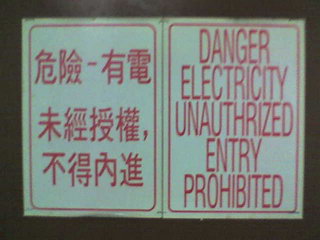 危險-有電
未經授權,
不得內進
DANGER
ELECTRICITY
UNAUTHRIZED
ENTRY
PROHIBITED